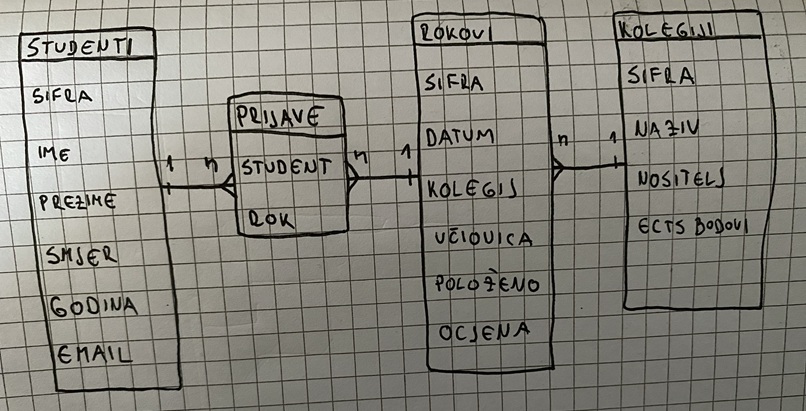 STUDENTI
SIFRA
IME
PREZIME
SMJER
GODINA
EMAIL
1 n
PRIJAVE
STUDENT
ROK
n 1
ROKOVI
SIFRA
DATUM
KOLEGIJ
UČIONICA
POLOŽENO
OCJENA
n 1
KOLEGIJI
SIFRA
NAZIV
NOSITELJ
ECTS BODOVI